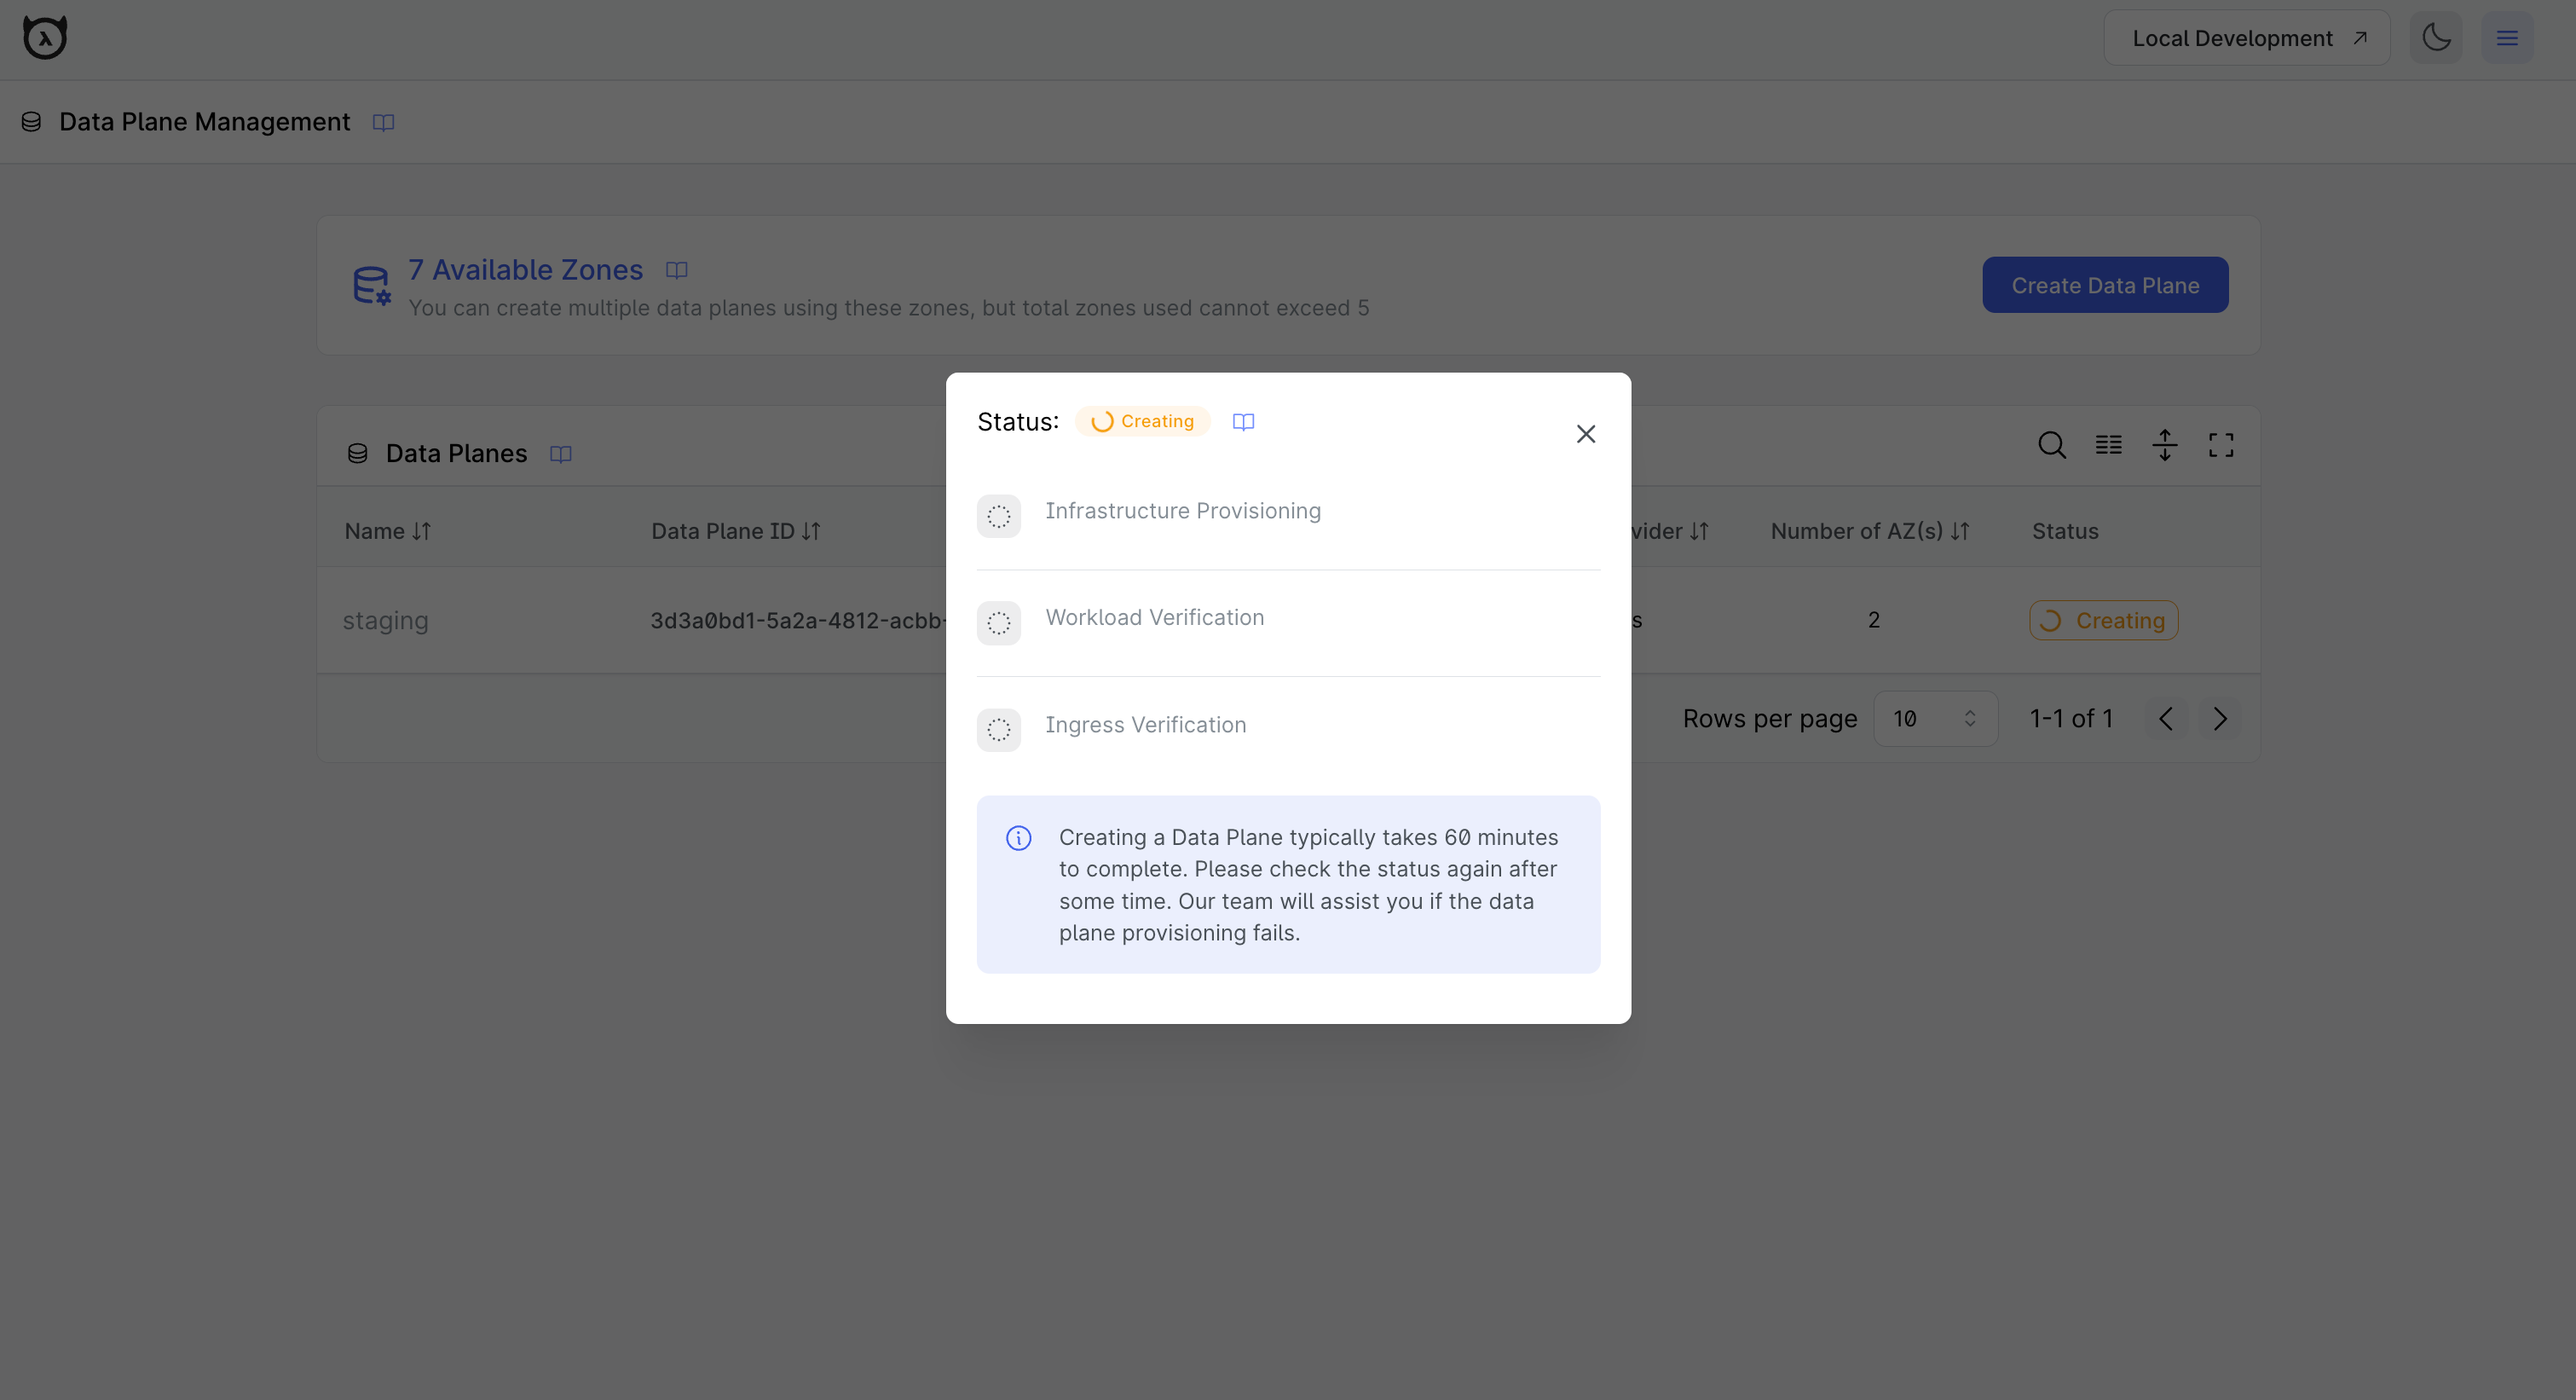 Local Development
Data Plane Management
7 Available Zones
You can create multiple data planes using these zones, but total zones used cannot exceed 5
Create Data Plane
Data Planes
Name
Data Plane ID
vider
Number of AZ(s)
Status
staging
3d3a0bd1-5a2a-4812-acbb-
s
2
Creating
Rows per page
10
1-1 of 1
Status:
Creating
Infrastructure Provisioning
Workload Verification
Ingress Verification
Creating a Data Plane typically takes 60 minutes
to complete. Please check the status again after
some time. Our team will assist you if the data
plane provisioning fails.